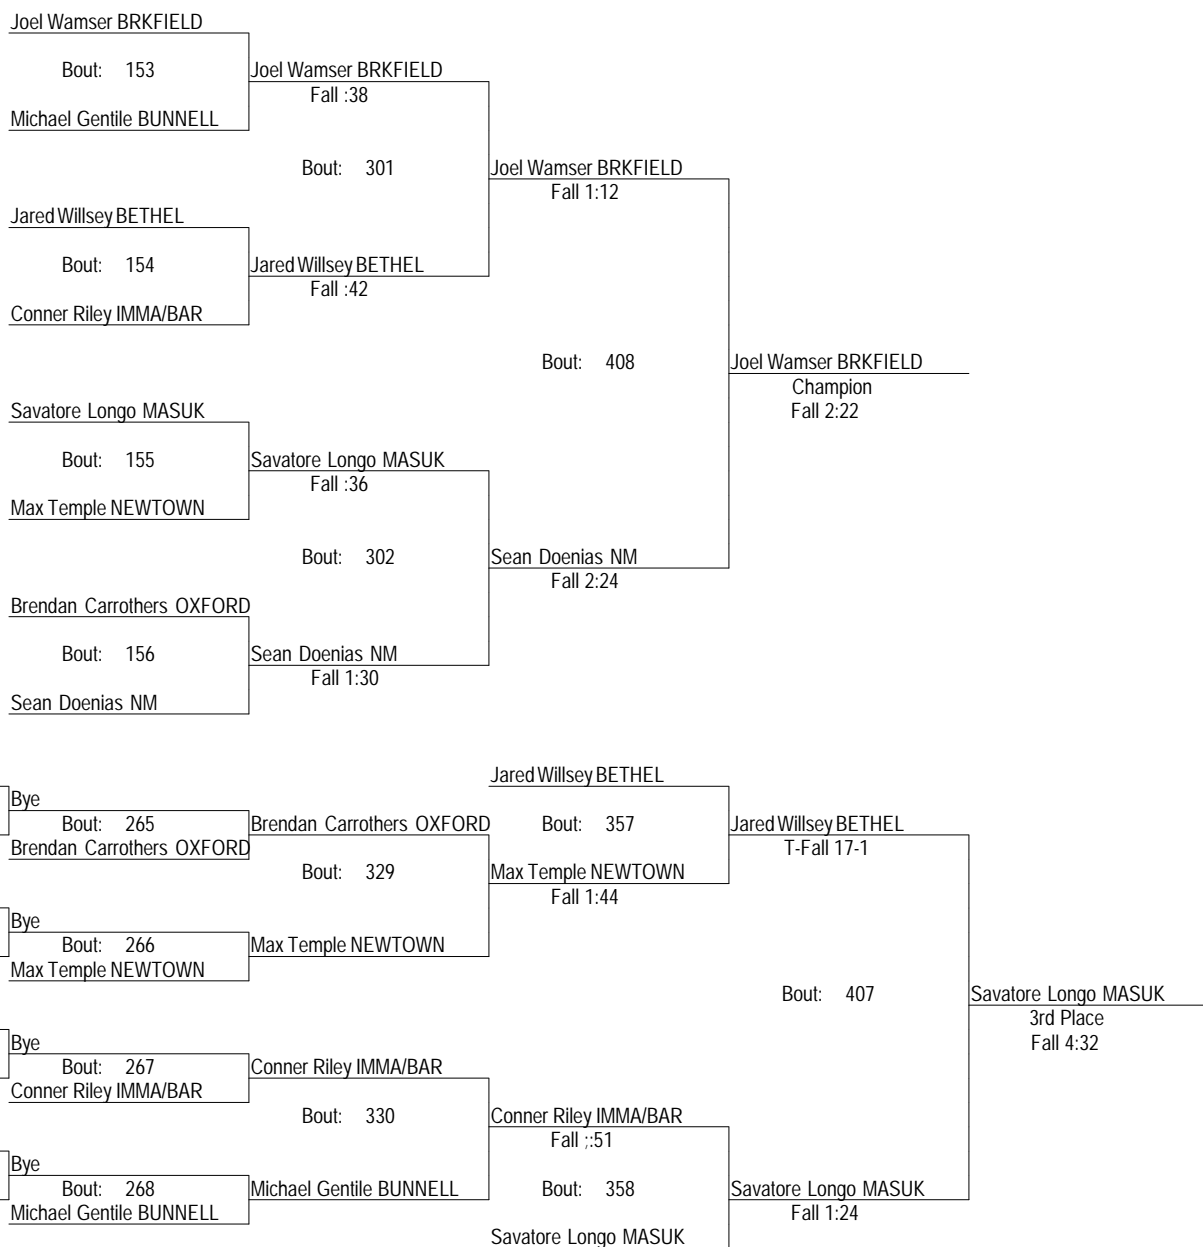 Joel Wamser BRKFIELD
Bout: 153 Joel Wamser BRKFIELD
Fall :38
Michael Gentile BUNNELL
Bout: 301 Joel Wamser BRKFIELD
Fall 1:12
Jared Willsey BETHEL
Bout: 154 Jared Willsey BETHEL
Fall :42
Conner Riley IMMA/BAR
Bout: 408 Joel Wamser BRKFIELD
Champion
Savatore Longo MASUK Fall 2:22
Bout: 155 Savatore Longo MASUK
Fall :36
Max Temple NEWTOWN
Bout: 302 Sean Doenias NM
Fall 2:24
Brendan Carrothers OXFORD
Bout: 156 Sean Doenias NM
Fall 1:30
Sean Doenias NM
Jared Willsey BETHEL
Bye
Bout: 265 Brendan Carrothers OXFORD Bout: 357 Jared Willsey BETHEL
Brendan Carrothers OXFORD T-Fall 17-1
Bout: 329 Max Temple NEWTOWN
Fall 1:44
Bye
Bout: 266 Max Temple NEWTOWN
Max Temple NEWTOWN
Bout: 407 Savatore Longo MASUK
3rd Place
Bye Fall 4:32
Bout: 267 Conner Riley IMMA/BAR
Conner Riley IMMA/BAR
Bout: 330 Conner Riley IMMA/BAR
Fall ;:51
Bye
Bout: 268 Michael Gentile BUNNELL Bout: 358 Savatore Longo MASUK
Michael Gentile BUNNELL Fall 1:24
Savatore Longo MASUK